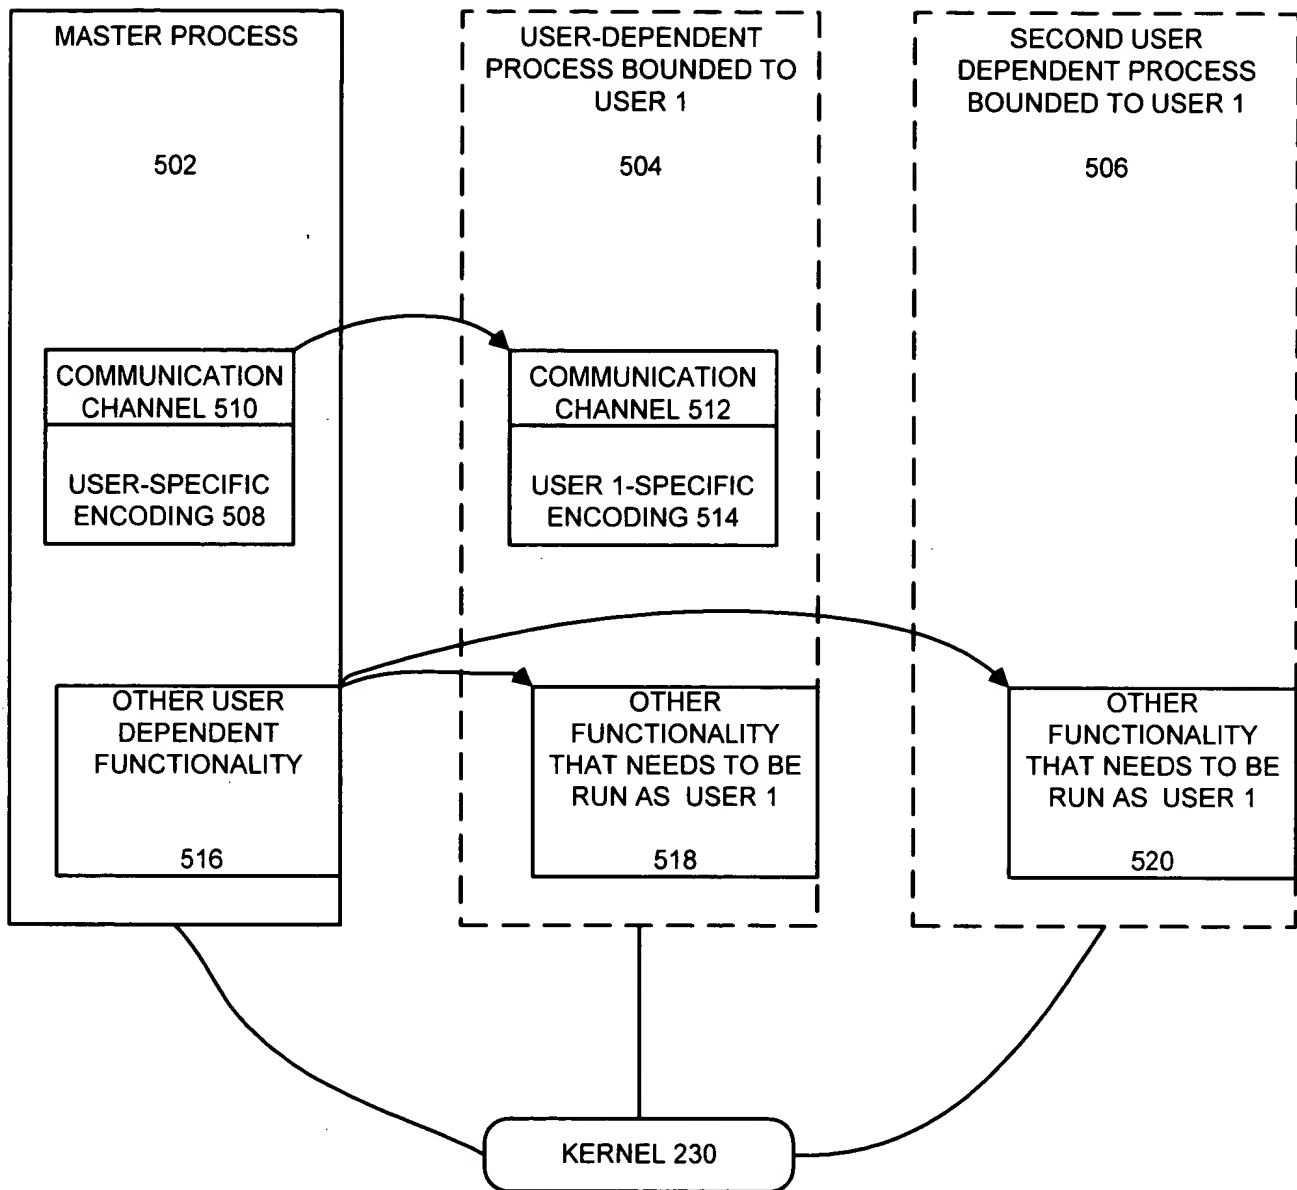 MASTER PROCESS
502
USER-DEPENDENT
PROCESS BOUNDED TO
USER 1
504
SECOND USER
DEPENDENT PROCESS
BOUNDED TO USER 1
506
COMMUNICATION
CHANNEL 510
USER-SPECIFIC
ENCODING 508
COMMUNICATION
CHANNEL 512
USER 1-SPECIFIC
ENCODING 514
OTHER USER
DEPENDENT
FUNCTIONALITY
516
OTHER
FUNCTIONALITY
THAT NEEDS TO BE
RUN AS USER 1
518
OTHER
FUNCTIONALITY
THAT NEEDS TO BE
RUN AS USER 1
520
KERNEL 230